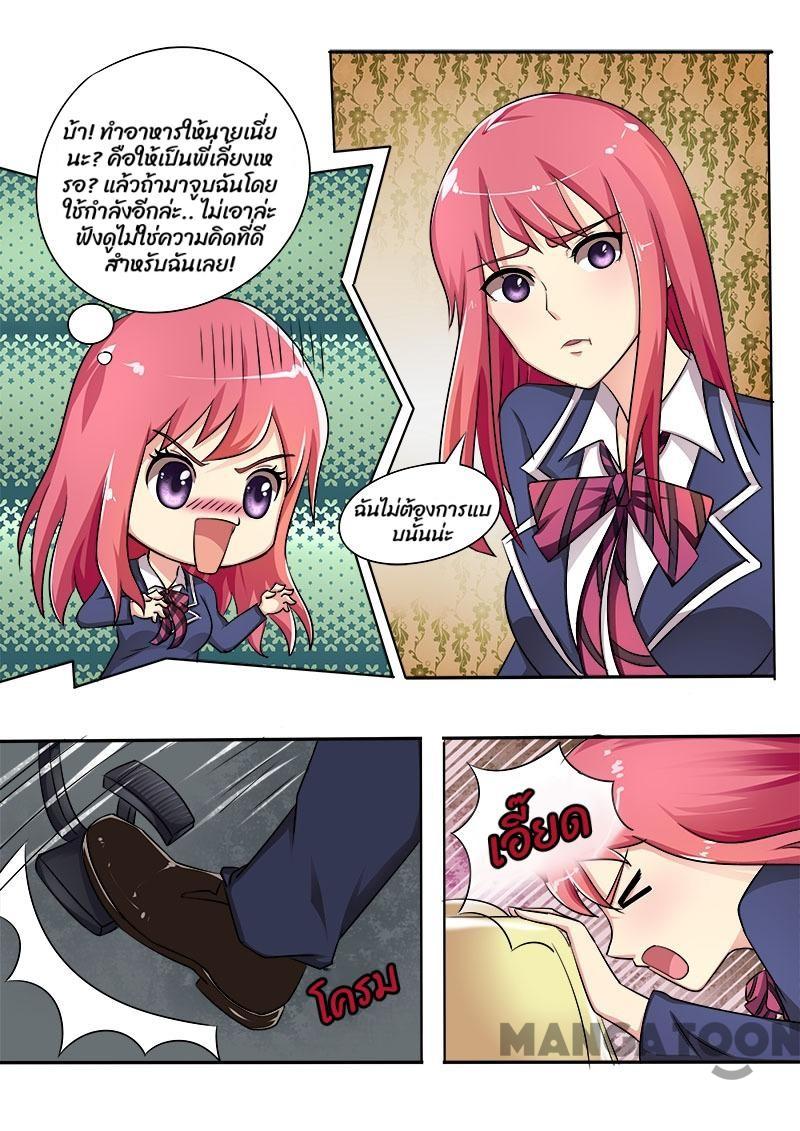 บ้า! ทำอาหารให้นายเนี่ย
นะ? คือให้เป็นพี่เลี้ยงเห
รอ? แล้วถ้ามาจูบฉันโดย
ใช้กำลังอีกล่ะ.. ไม่เอาล่ะ
ฟังดูไม่ใช่ความคิดที่ดี
สำหรับฉันเลย!
ฉันไม่ต้องการแบ
บนั้นน่ะ
โครม
เอี๊ยด
MANGATOON